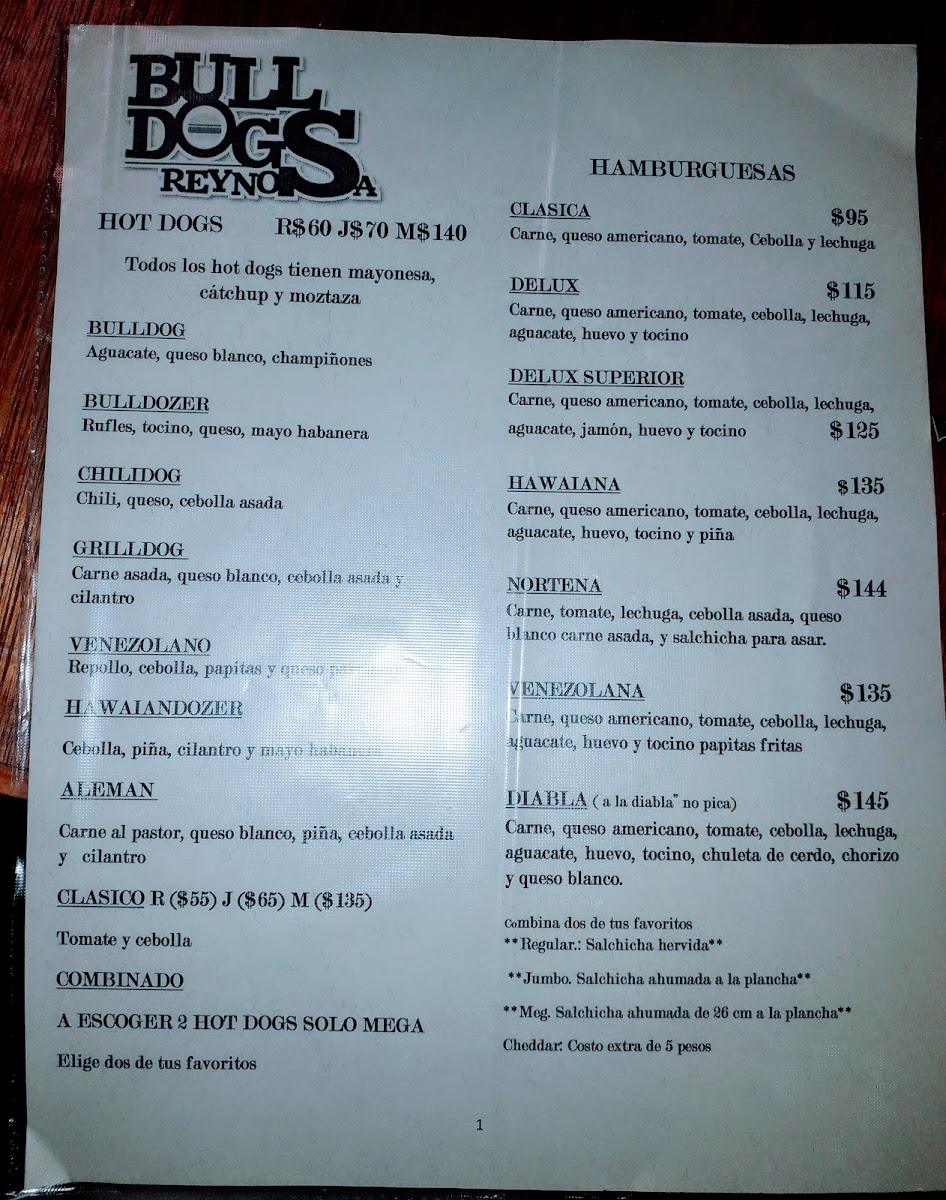 BULL
DOGS
REYNOSA
HOT DOGS R$60 J$70 M$140
Todos los hot dogs tienen mayonesa,
cátchup y moztaza
BULLDOG
Aguacate, queso blanco, champiñones
BULLDOZER
Rufles, tocino, queso, mayo habanera
CHILIDOG
Chili, queso, cebolla asada
GRILLDOG
Carne asada, queso blanco, cebolla asada y
cilantro
VENEZOLANO
Repollo, cebolla, papitas y queso
HAWAIANDOZER
Cebolla, piña, cilantro y mayo habanera
ALEMAN
Carne al pastor, queso blanco, piña, cebolla asada
y cilantro
CLASICO R ($55) J ($65) M ($135)
Tomate y cebolla
COMBINADO
A ESCOGER 2 HOT DOGS SOLO MEGA
Elige dos de tus favoritos
HAMBURGUESAS
CLASICA $95
Carne, queso americano, tomate, Cebolla y lechuga
DELUX $115
Carne, queso americano, tomate, cebolla, lechuga,
aguacate, huevo y tocino
DELUX SUPERIOR
Carne, queso americano, tomate, cebolla, lechuga,
aguacate, jamón, huevo y tocino $125
HAWAIANA $135
Carne, queso americano, tomate, cebolla, lechuga,
aguacate, huevo, tocino y piña
NORTENA $144
Carne, tomate, lechuga, cebolla asada, queso
blanco carne asada, y salchicha para asar.
VENEZOLANA $135
Carne, queso americano, tomate, cebolla, lechuga,
aguacate, huevo y tocino papitas fritas
DIABLA ( a la diabla" no pica) $145
Carne, queso americano, tomate, cebolla, lechuga,
aguacate, huevo, tocino, chuleta de cerdo, chorizo
y queso blanco.
Combina dos de tus favoritos
**Regular.: Salchicha hervida**
**Jumbo. Salchicha ahumada a la plancha**
**Meg. Salchicha ahumada de 26 cm a la plancha**
Cheddar: Costo extra de 5 pesos
1